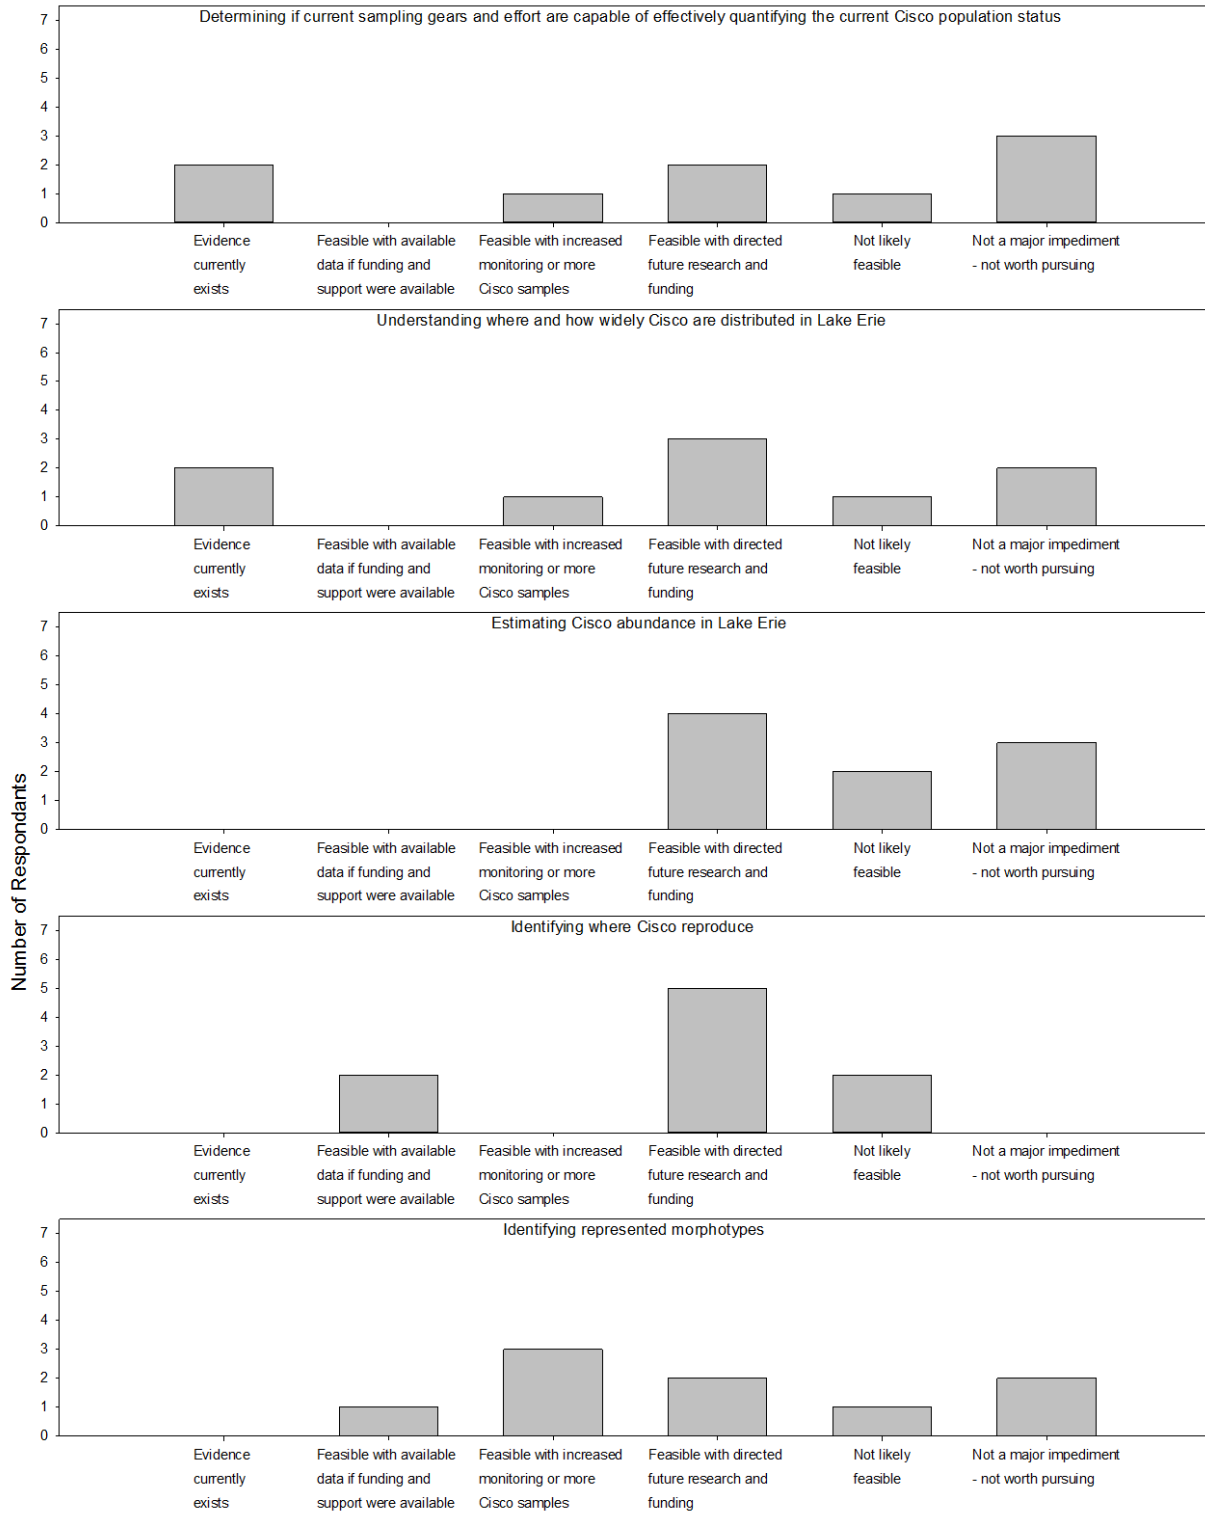 Number of Respondants
Determining if current sampling gears and effort are capable of effectively quantifying the current Cisco population status
7
6
5
4
3
2
1
0
Evidence
currently
exists
Feasible with available
data if funding and
support were available
Feasible with increased
monitoring or more
Cisco samples
Feasible with directed
future research and
funding
Not likely
feasible
Not a major impediment
- not worth pursuing
Understanding where and how widely Cisco are distributed in Lake Erie
7
6
5
4
3
2
1
0
Evidence
currently
exists
Feasible with available
data if funding and
support were available
Feasible with increased
monitoring or more
Cisco samples
Feasible with directed
future research and
funding
Not likely
feasible
Not a major impediment
- not worth pursuing
Estimating Cisco abundance in Lake Erie
7
6
5
4
3
2
1
0
Evidence
currently
exists
Feasible with available
data if funding and
support were available
Feasible with increased
monitoring or more
Cisco samples
Feasible with directed
future research and
funding
Not likely
feasible
Not a major impediment
- not worth pursuing
Identifying where Cisco reproduce
7
6
5
4
3
2
1
0
Evidence
currently
exists
Feasible with available
data if funding and
support were available
Feasible with increased
monitoring or more
Cisco samples
Feasible with directed
future research and
funding
Not likely
feasible
Not a major impediment
- not worth pursuing
Identifying represented morphotypes
7
6
5
4
3
2
1
0
Evidence
currently
exists
Feasible with available
data if funding and
support were available
Feasible with increased
monitoring or more
Cisco samples
Feasible with directed
future research and
funding
Not likely
feasible
Not a major impediment
- not worth pursuing